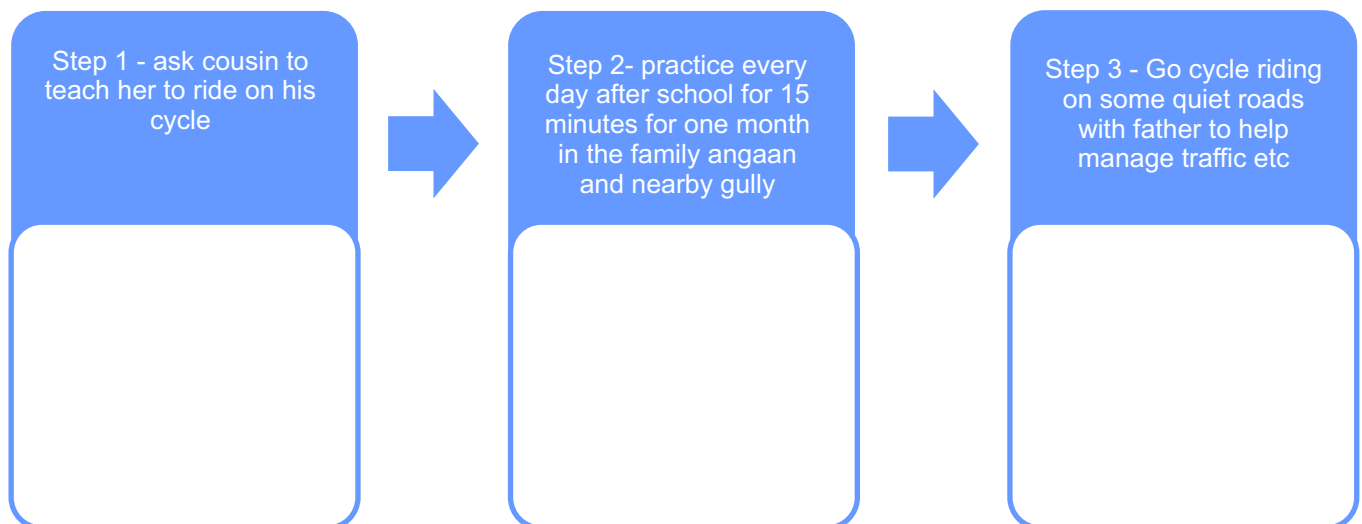 Step 1 - ask cousin to
teach her to ride on his
cycle
Step 2- practice every
day after school for 15
minutes for one month
in the family angaan
and nearby gully
Step 3 - Go cycle riding
on some quiet roads
with father to help
manage traffic etc